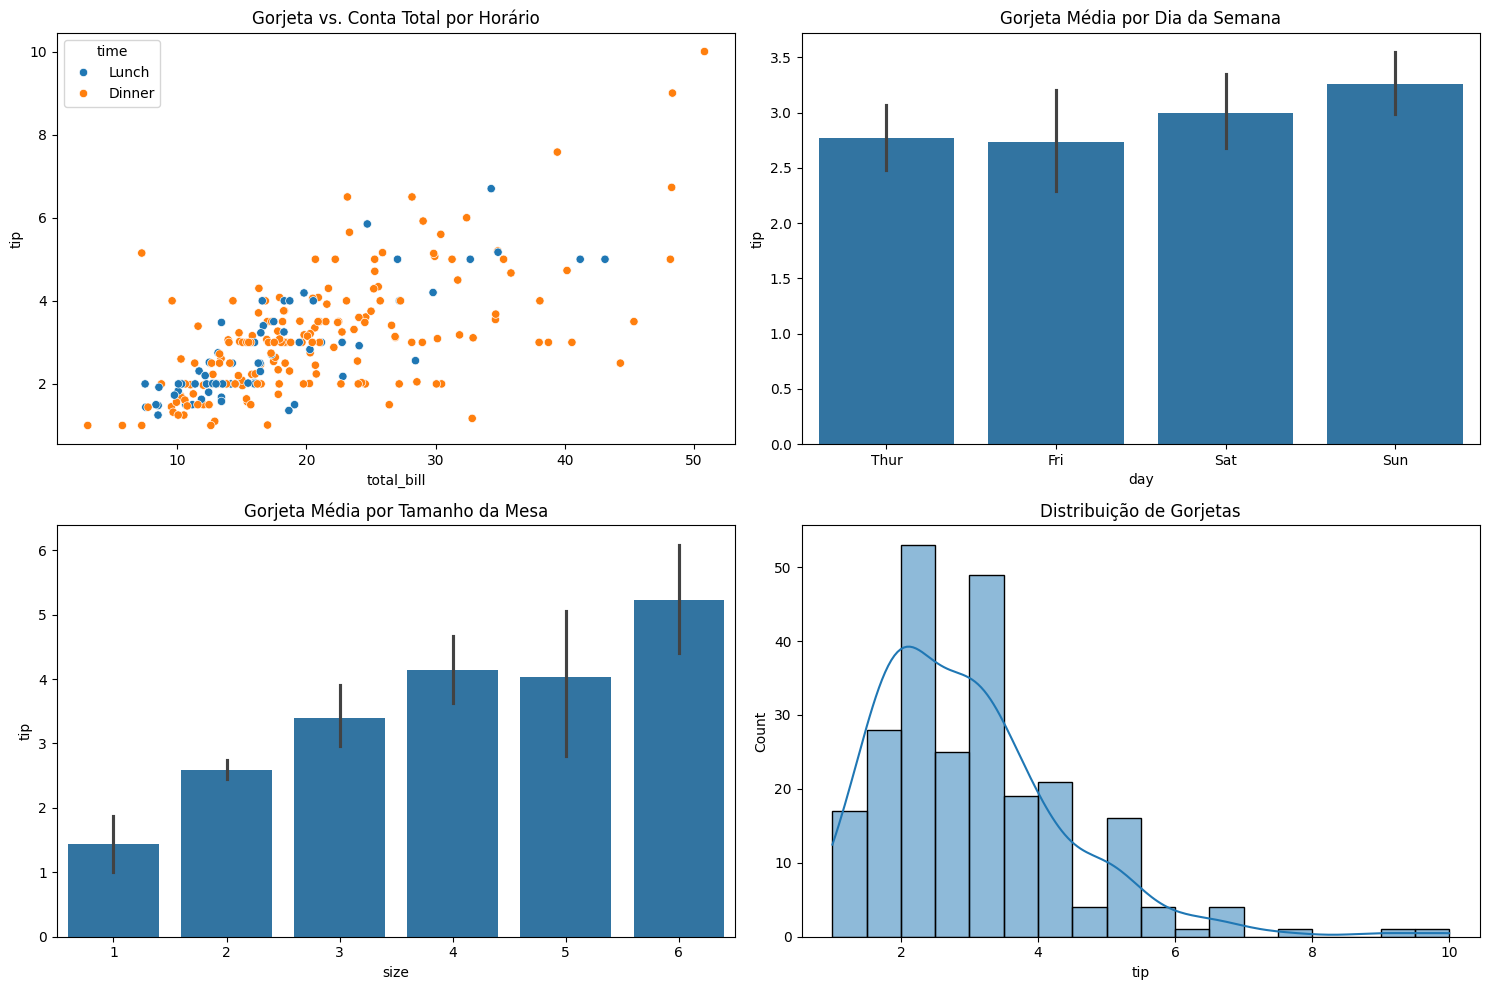 Gorjeta vs. Conta Total por Horário
time
Lunch
Dinner
10
8
6
4
2
tip
10 20 30 40 50
total_bill
Gorjeta Média por Dia da Semana
3.5
3.0
2.5
2.0
1.5
1.0
0.5
0.0
tip
Thur Fri Sat Sun
day
Gorjeta Média por Tamanho da Mesa
6
5
4
3
2
1
0
tip
1 2 3 4 5 6
size
Distribuição de Gorjetas
50
40
30
20
10
0
Count
2 4 6 8 10
tip